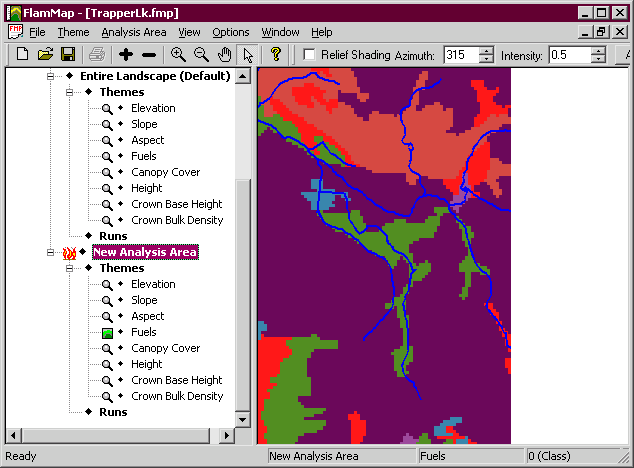 FlamMap - [TrapperLk.fmp]
FMP File Theme Analysis Area View Options Window Help
Relief Shading Azimuth: 315 Intensity: 0.5 A
Entire Landscape (Default)
Themes
Elevation
Slope
Aspect
Fuels
Canopy Cover
Height
Crown Base Height
Crown Bulk Density
Runs
New Analysis Area
Themes
Elevation
Slope
Aspect
Fuels
Canopy Cover
Height
Crown Base Height
Crown Bulk Density
Runs
Ready New Analysis Area Fuels 0 (Class)